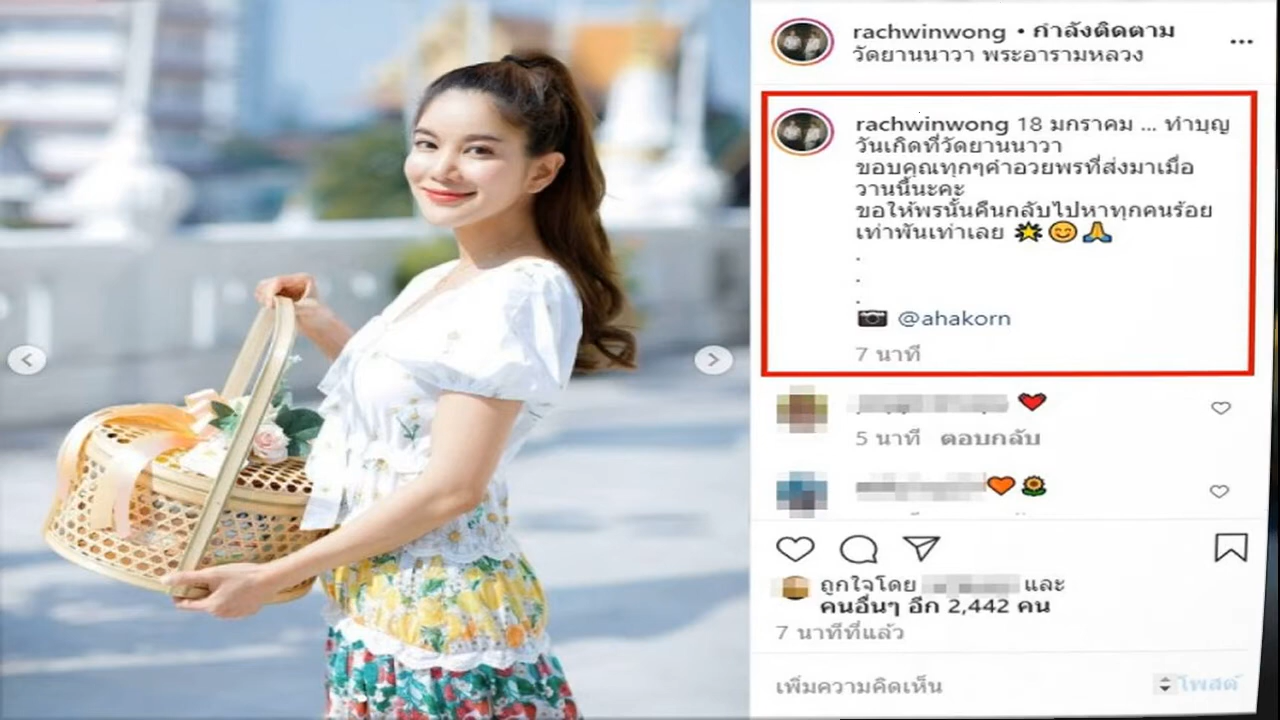 rachwinwong • กำลังติดตาม
วัดยานนาวา พระอารามหลวง
rachwinwong 18 มกราคม ... ทำบุญ
วันเกิดที่วัดยานนาวา
ขอบคุณทุกๆคำอวยพรที่ส่งมาเมื่อ
วานนี้นะคะ
ขอให้พรนั้นคืนกลับไปหาทุกคนร้อย
เท่าพันเท่าเลย 🌟😊🙏
.
.
.
📷 @ahakorn
7 นาที
❤️
5 นาที ตอบกลับ
🧡🌻
ถูกใจโดย และ
คนอื่นๆ อีก 2,442 คน
7 นาทีที่แล้ว
เพิ่มความคิดเห็น
โพสต์